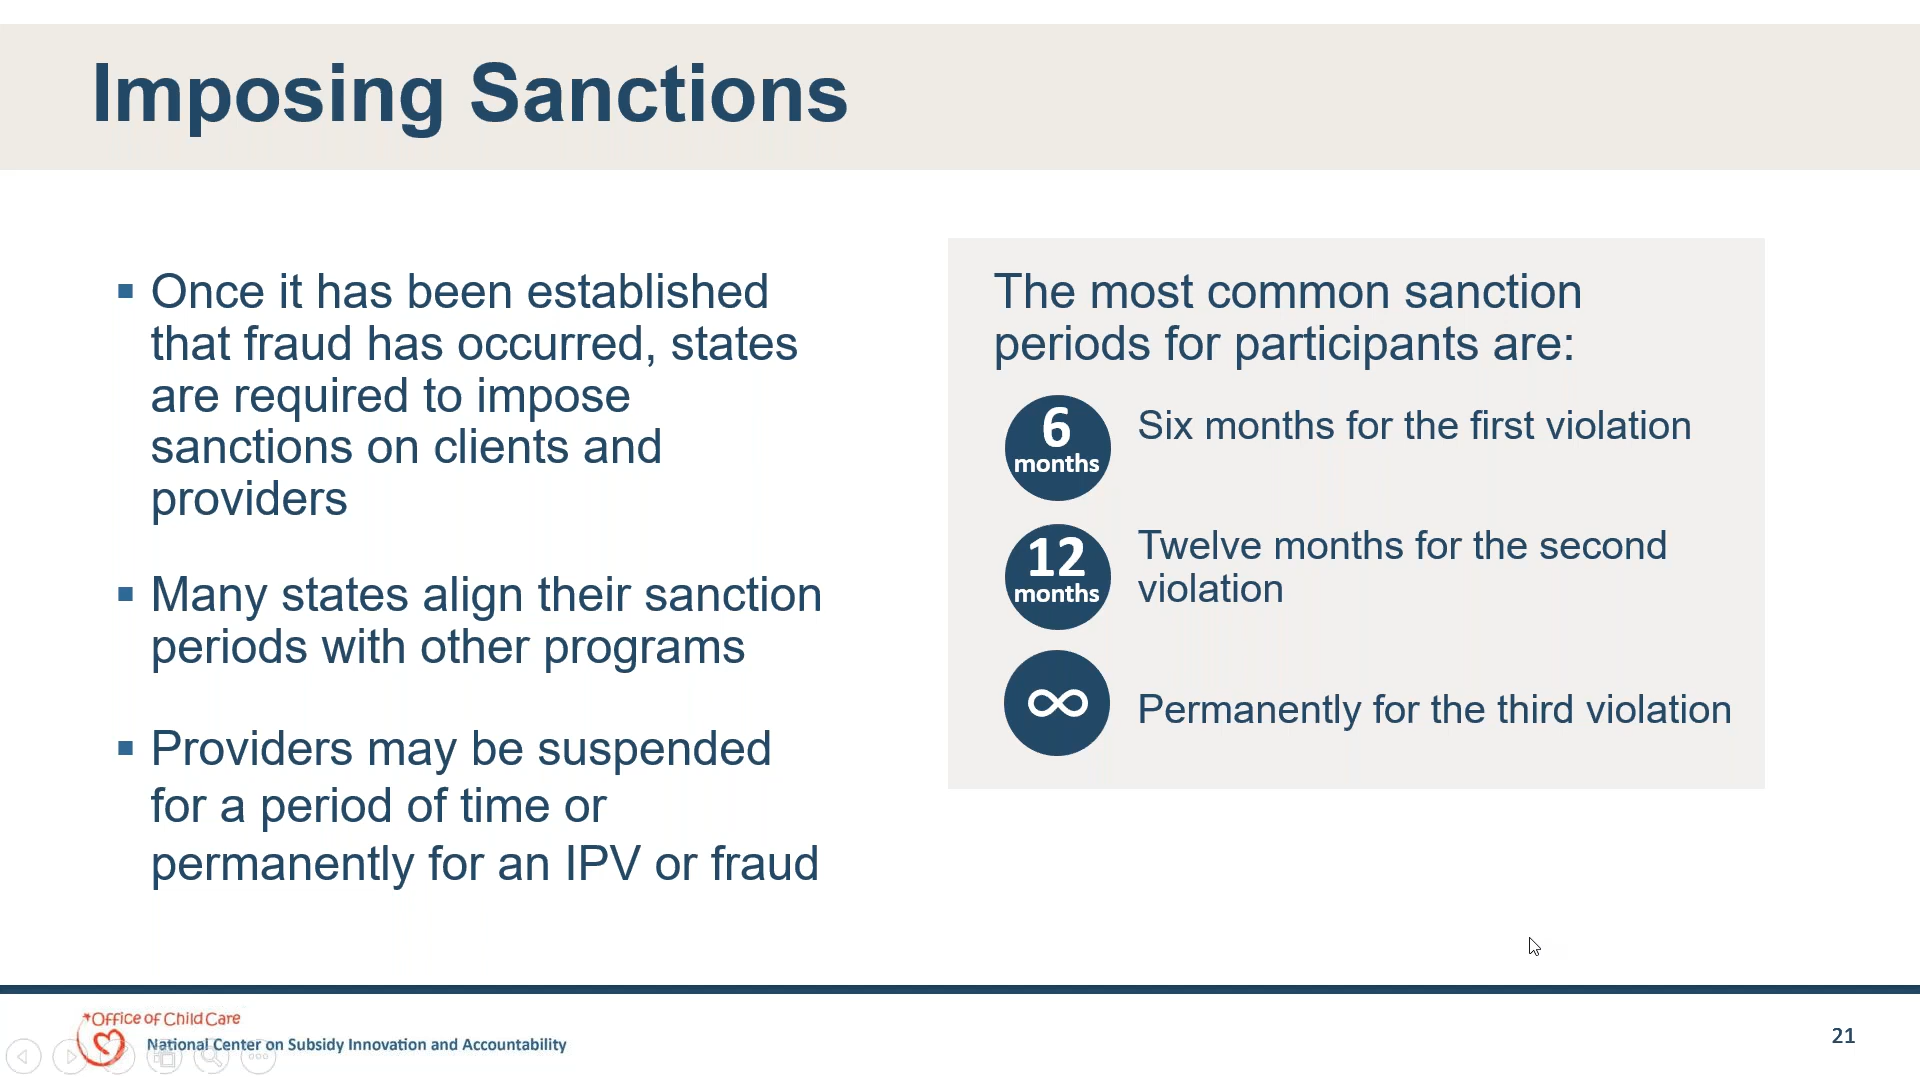 Imposing Sanctions
▪ Once it has been established
that fraud has occurred, states
are required to impose
sanctions on clients and
providers
▪ Many states align their sanction
periods with other programs
▪ Providers may be suspended
for a period of time or
permanently for an IPV or fraud
The most common sanction
periods for participants are:
6
months
Six months for the first violation
12
months
Twelve months for the second
violation
∞
Permanently for the third violation
Office of Child Care
National Center on Subsidy Innovation and Accountability
21